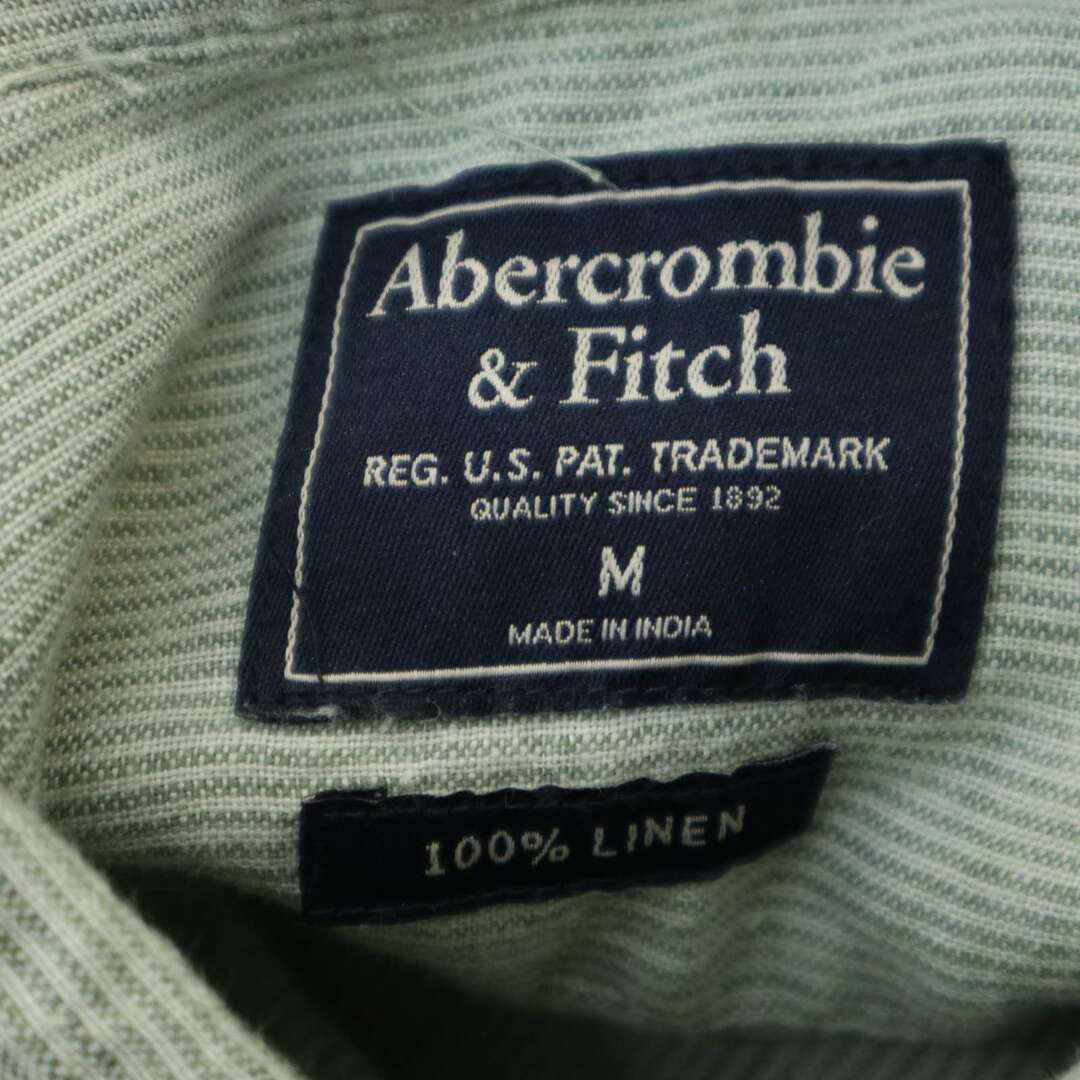 Abercrombie
& Fitch
REG. U.S. PAT. TRADEMARK
QUALITY SINCE 1892
M
MADE IN INDIA
100% LINEN